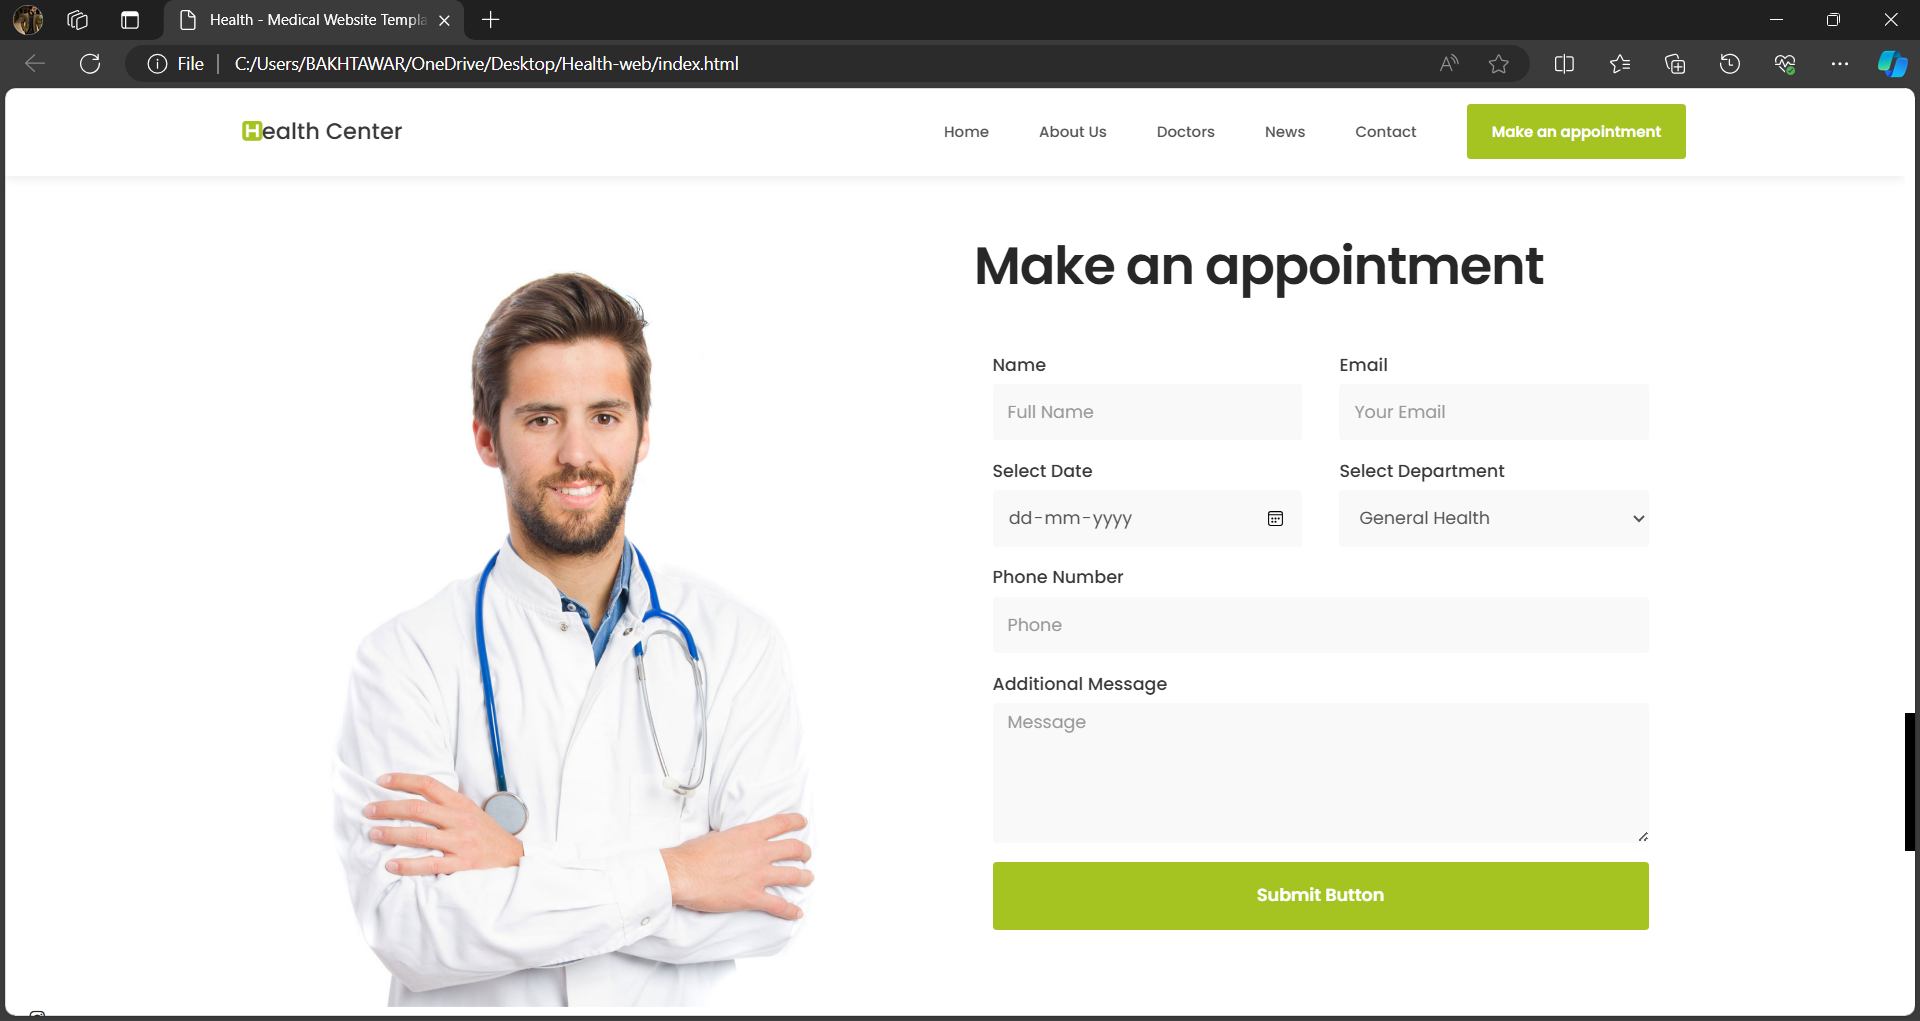 Health - Medical Website Templa
File
C:/Users/BAKHTAWAR/OneDrive/Desktop/Health-web/index.html
Health Center
Home
About Us
Doctors
News
Contact
Make an appointment
Make an appointment
Name
Email
Full Name
Your Email
Select Date
Select Department
dd-mm-yyyy
General Health
Phone Number
Phone
Additional Message
Message
Submit Button